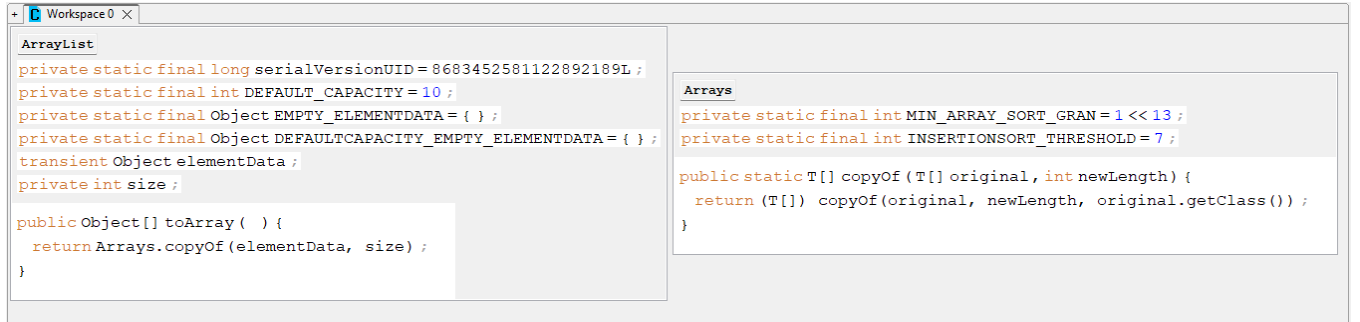 + C Workspace 0 ×
ArrayList
private static final long serialVersionUID = 8683452581122892189L ;
private static final int DEFAULT_CAPACITY = 10 ;
private static final Object EMPTY_ELEMENTDATA = { } ;
private static final Object DEFAULTCAPACITY_EMPTY_ELEMENTDATA = { } ;
transient Object elementData ;
private int size ;
public Object[] toArray ( ) {
return Arrays.copyOf(elementData, size) ;
}
Arrays
private static final int MIN_ARRAY_SORT_GRAN = 1 << 13 ;
private static final int INSERTIONSORT_THRESHOLD = 7 ;
public static T[] copyOf ( T[] original , int newLength ) {
return (T[]) copyOf(original, newLength, original.getClass()) ;
}